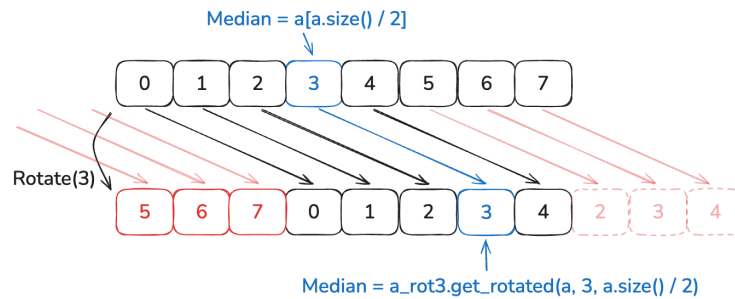 Median = a[a.size() / 2]
0 1 2 3 4 5 6 7
Rotate(3)
5 6 7 0 1 2 3 4 2 3 4
Median = a_rot3.get_rotated(a, 3, a.size() / 2)